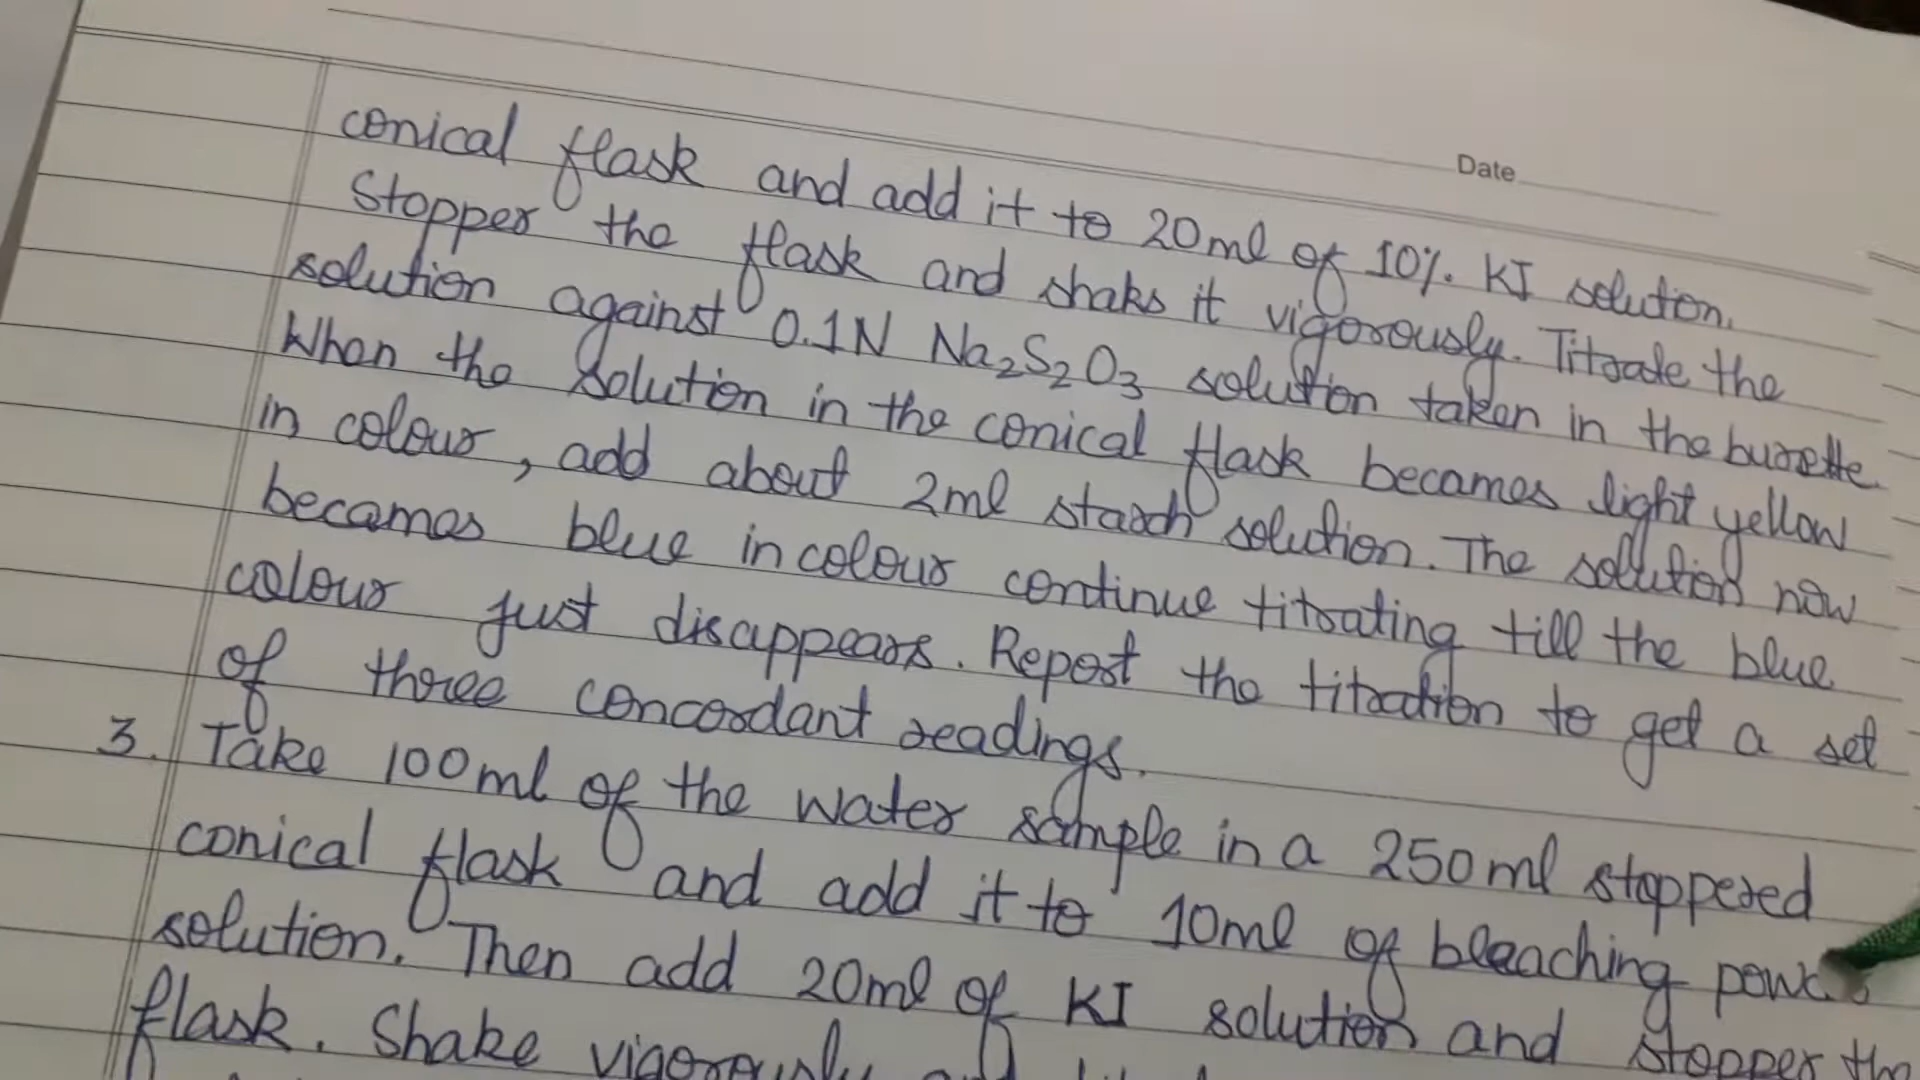 Date
conical flask and add it to 20ml of 10%. KI solution.
Stopper the flask and shake it vigorously. Titrate the
solution against 0.1N Na₂S₂O₃ solution taken in the burette.
When the solution in the conical flask becomes light yellow
in colour, add about 2ml starch solution. The solution now
becomes blue in colour continue titrating till the blue
colour just disappears. Repeat the titration to get a set
of three concordant readings.
3. Take 100ml of the water sample in a 250ml stoppered
conical flask and add it to 10ml of bleaching
solution. Then add 20ml of KI solution and stopper the
flask. Shake vigorously